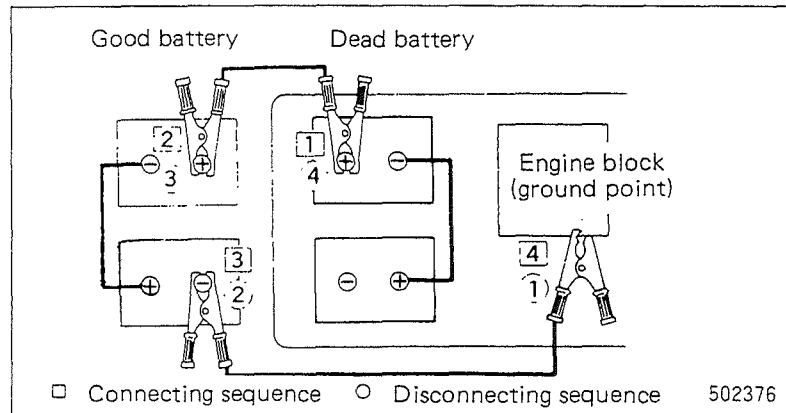 Good battery Dead battery
2 1
⊖ ⊕ ⊕ ⊖
3 4
Engine block
(ground point)
3 4
⊕ ⊖ ⊖ ⊕
2 1
□ Connecting sequence ○ Disconnecting sequence 502376